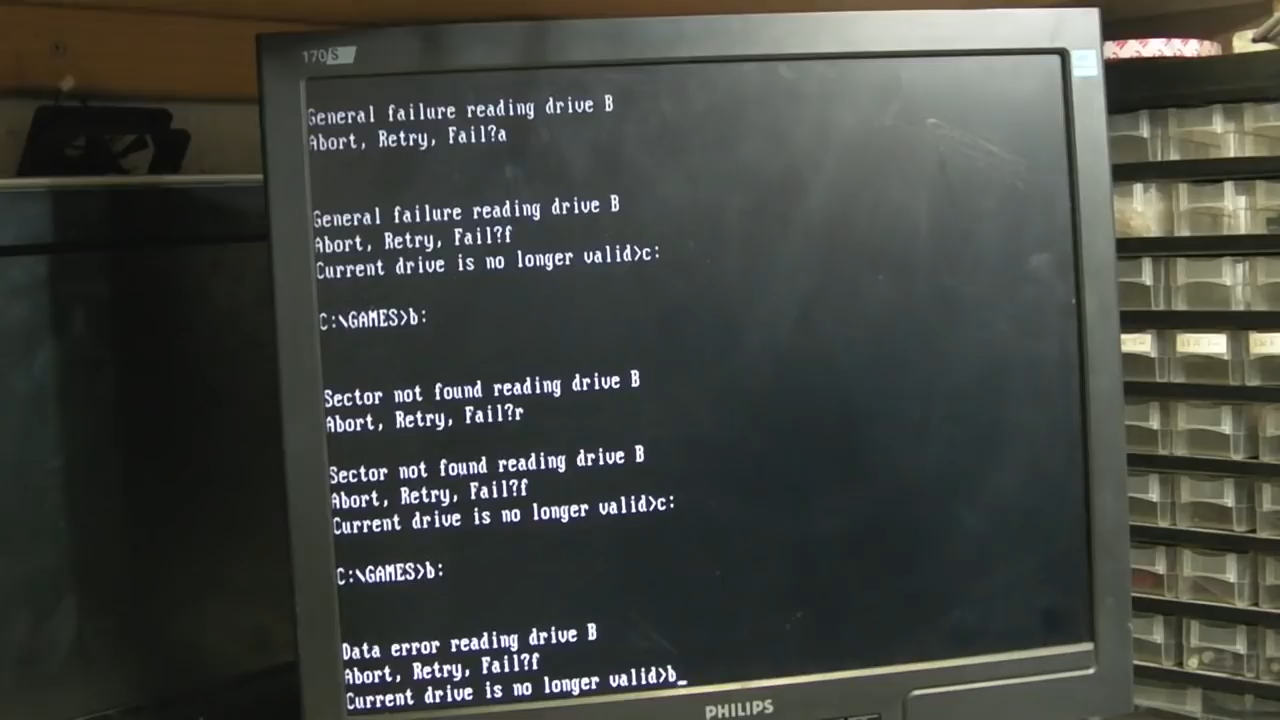 170S
General failure reading drive B
Abort, Retry, Fail?a
General failure reading drive B
Abort, Retry, Fail?f
Current drive is no longer valid>c:
C:\GAMES>b:
Sector not found reading drive B
Abort, Retry, Fail?r
Sector not found reading drive B
Abort, Retry, Fail?f
Current drive is no longer valid>c:
C:\GAMES>b:
Data error reading drive B
Abort, Retry, Fail?f
Current drive is no longer valid>b_
PHILIPS